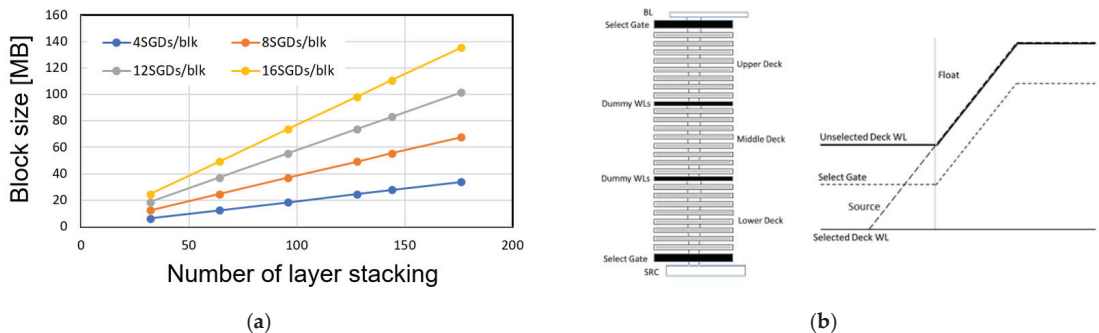 160
140
120
100
80
60
40
20
0
Block size [MB]
4SGDs/blk
8SGDs/blk
12SGDs/blk
16SGDs/blk
0
50
100
150
200
Number of layer stacking
(a)
BL
Select Gate
Upper Deck
Dummy WLs
Middle Deck
Dummy WLs
Lower Deck
Select Gate
SRC
Float
Unselected Deck WL
Select Gate
Source
Selected Deck WL
(b)